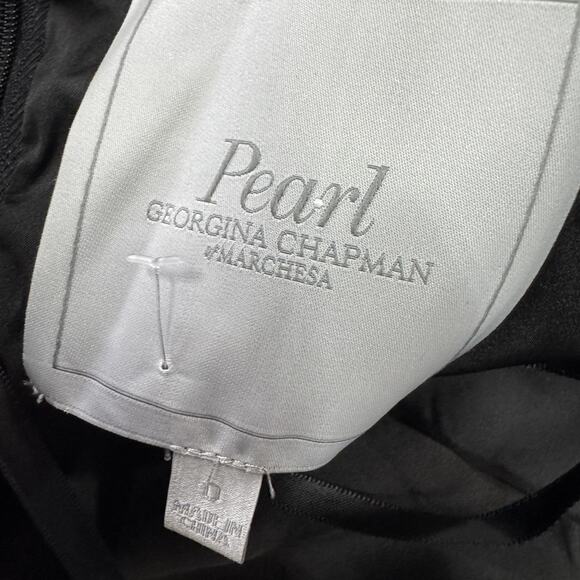 Pearl
GEORGINA CHAPMAN
of MARCHESA
MADE IN
CHINA